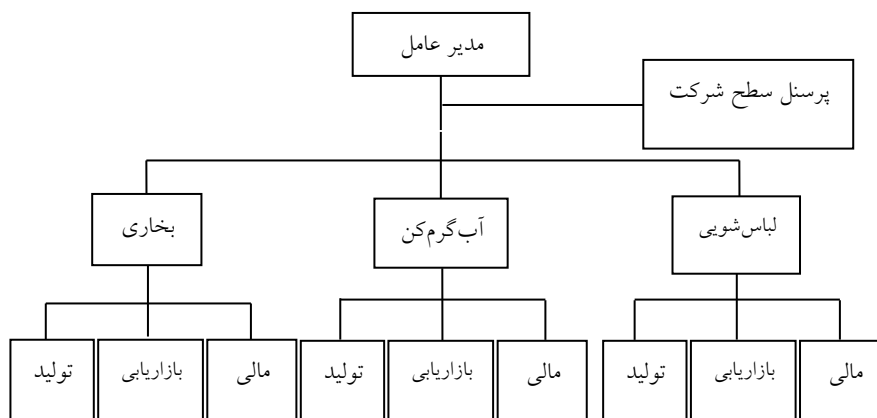 مدیر عامل
پرسنل سطح شرکت
لباس‌شویی
آب‌گرم‌کن
بخاری
مالی
بازاریابی
تولید
مالی
بازاریابی
تولید
مالی
بازاریابی
تولید